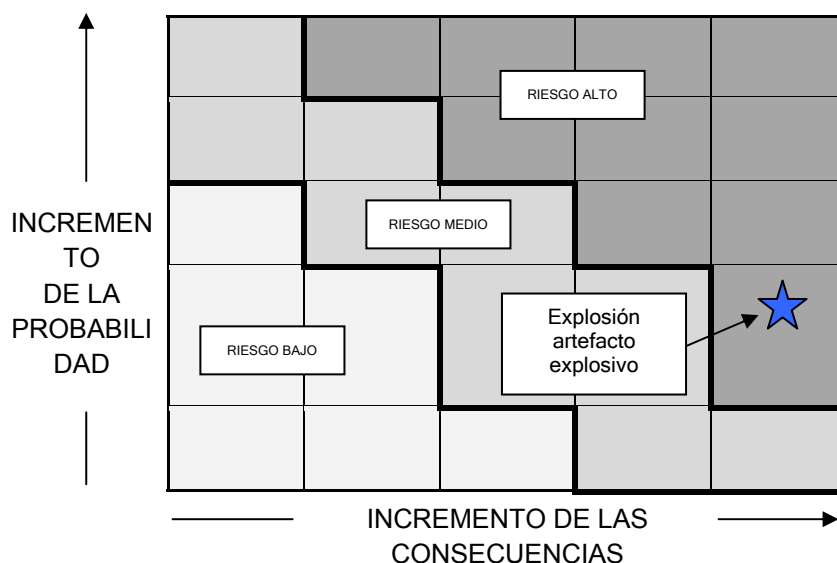 RIESGO ALTO
RIESGO MEDIO
INCREMEN
TO
DE LA
PROBABILI
DAD
Explosión
artefacto
explosivo
RIESGO BAJO
INCREMENTO DE LAS
CONSECUENCIAS